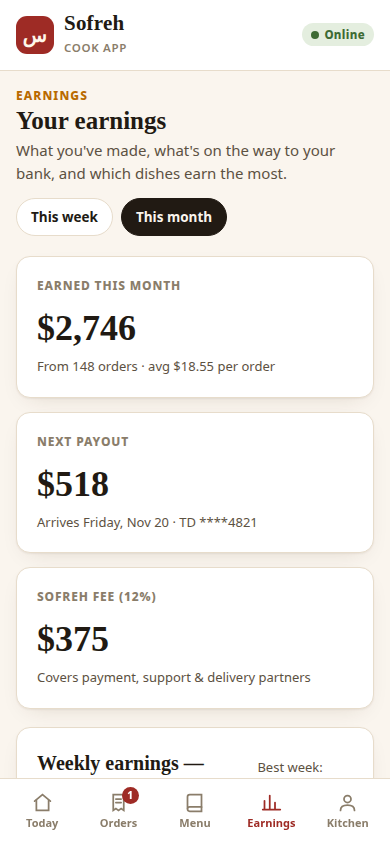 س
Sofreh
COOK APP
Online
EARNINGS
Your earnings
What you've made, what's on the way to your
bank, and which dishes earn the most.
This week
This month
EARNED THIS MONTH
$2,746
From 148 orders · avg $18.55 per order
NEXT PAYOUT
$518
Arrives Friday, Nov 20 · TD ****4821
SOFREH FEE (12%)
$375
Covers payment, support & delivery partners
Weekly earnings —
Best week:
1
Today
Orders
Menu
Earnings
Kitchen